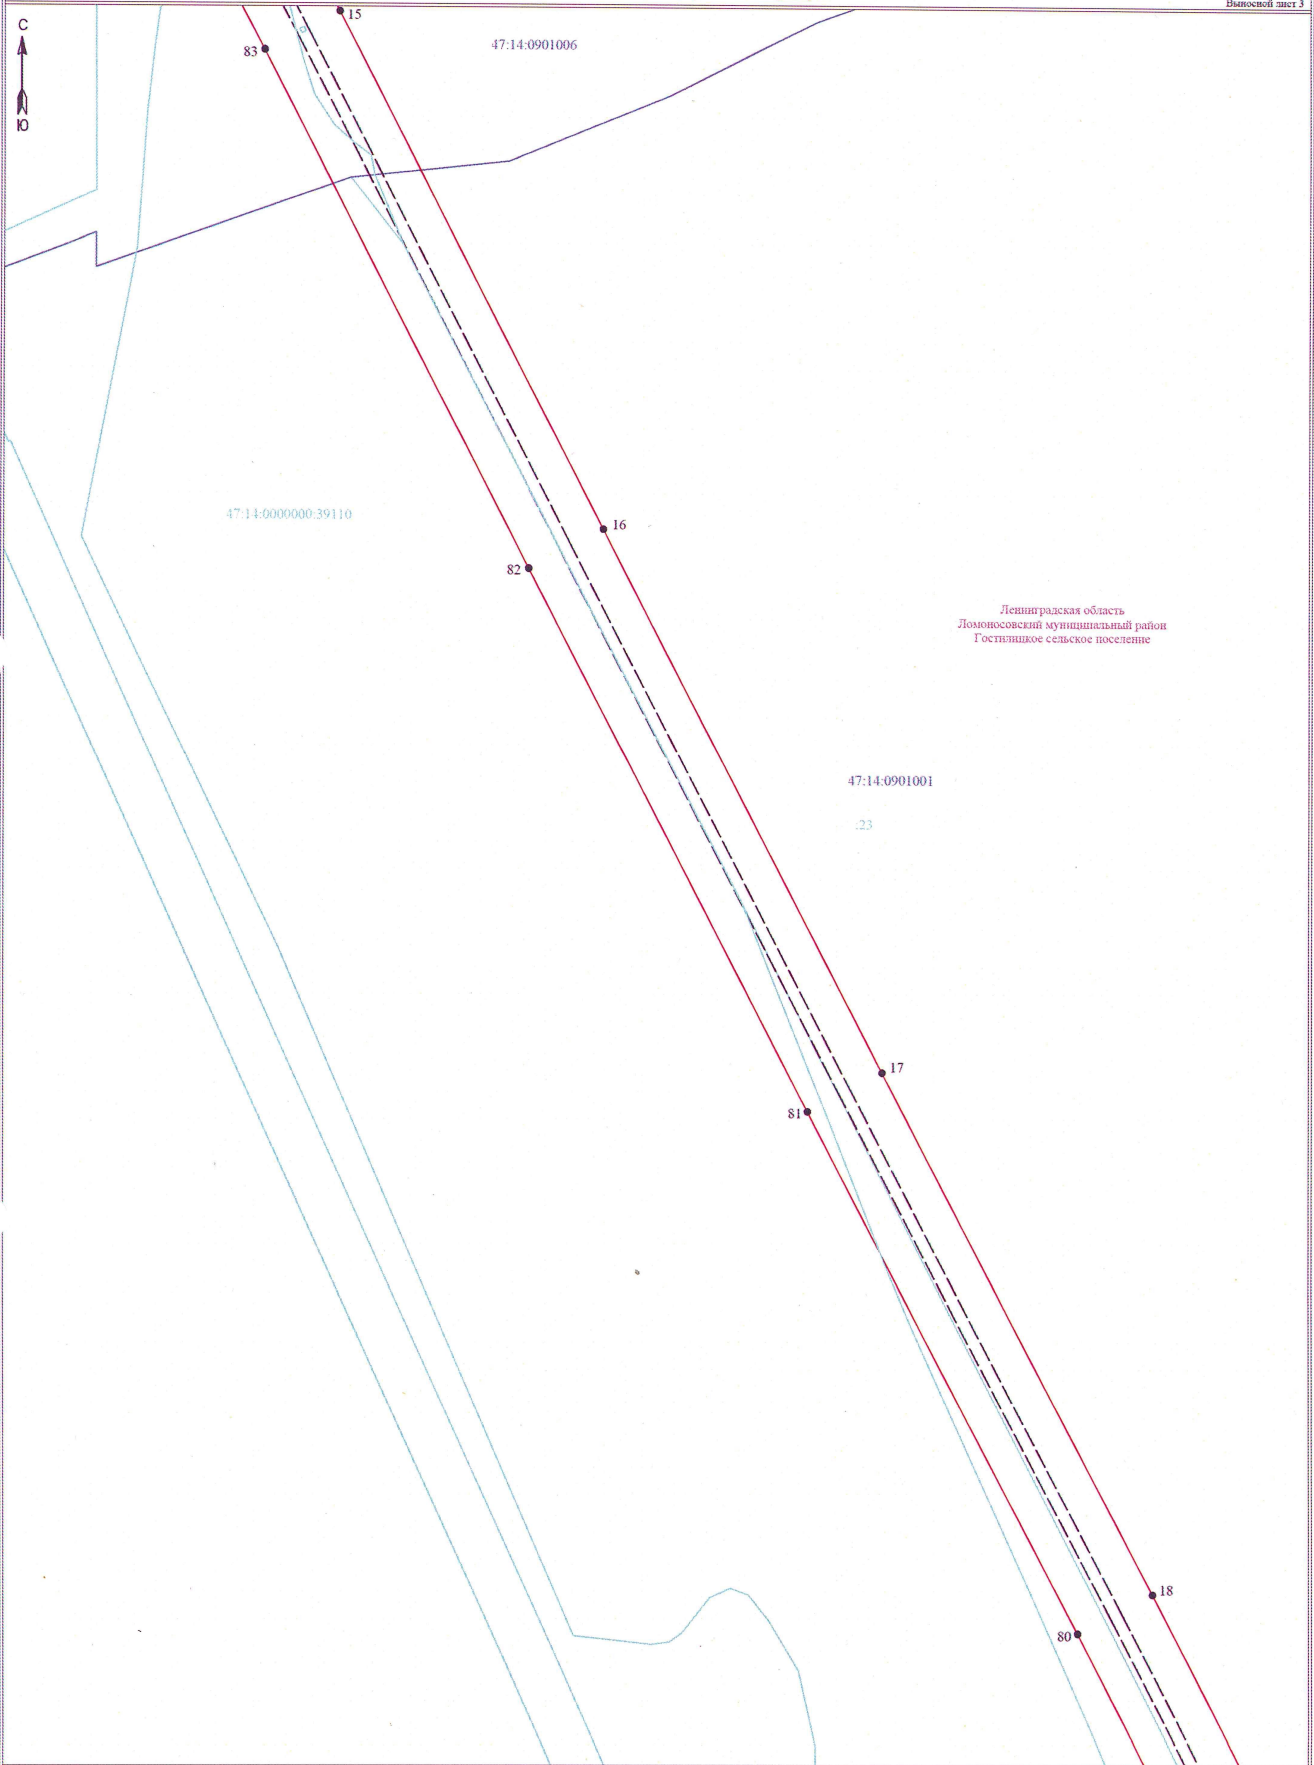 Выносной лист 3
С
Ю
15
83
47:14:0901006
47:14:0000000:39110
16
82
Ленинградская область
Ломоносовский муниципальный район
Гостилицкое сельское поселение
47:14:0901001
:23
17
81
18
80